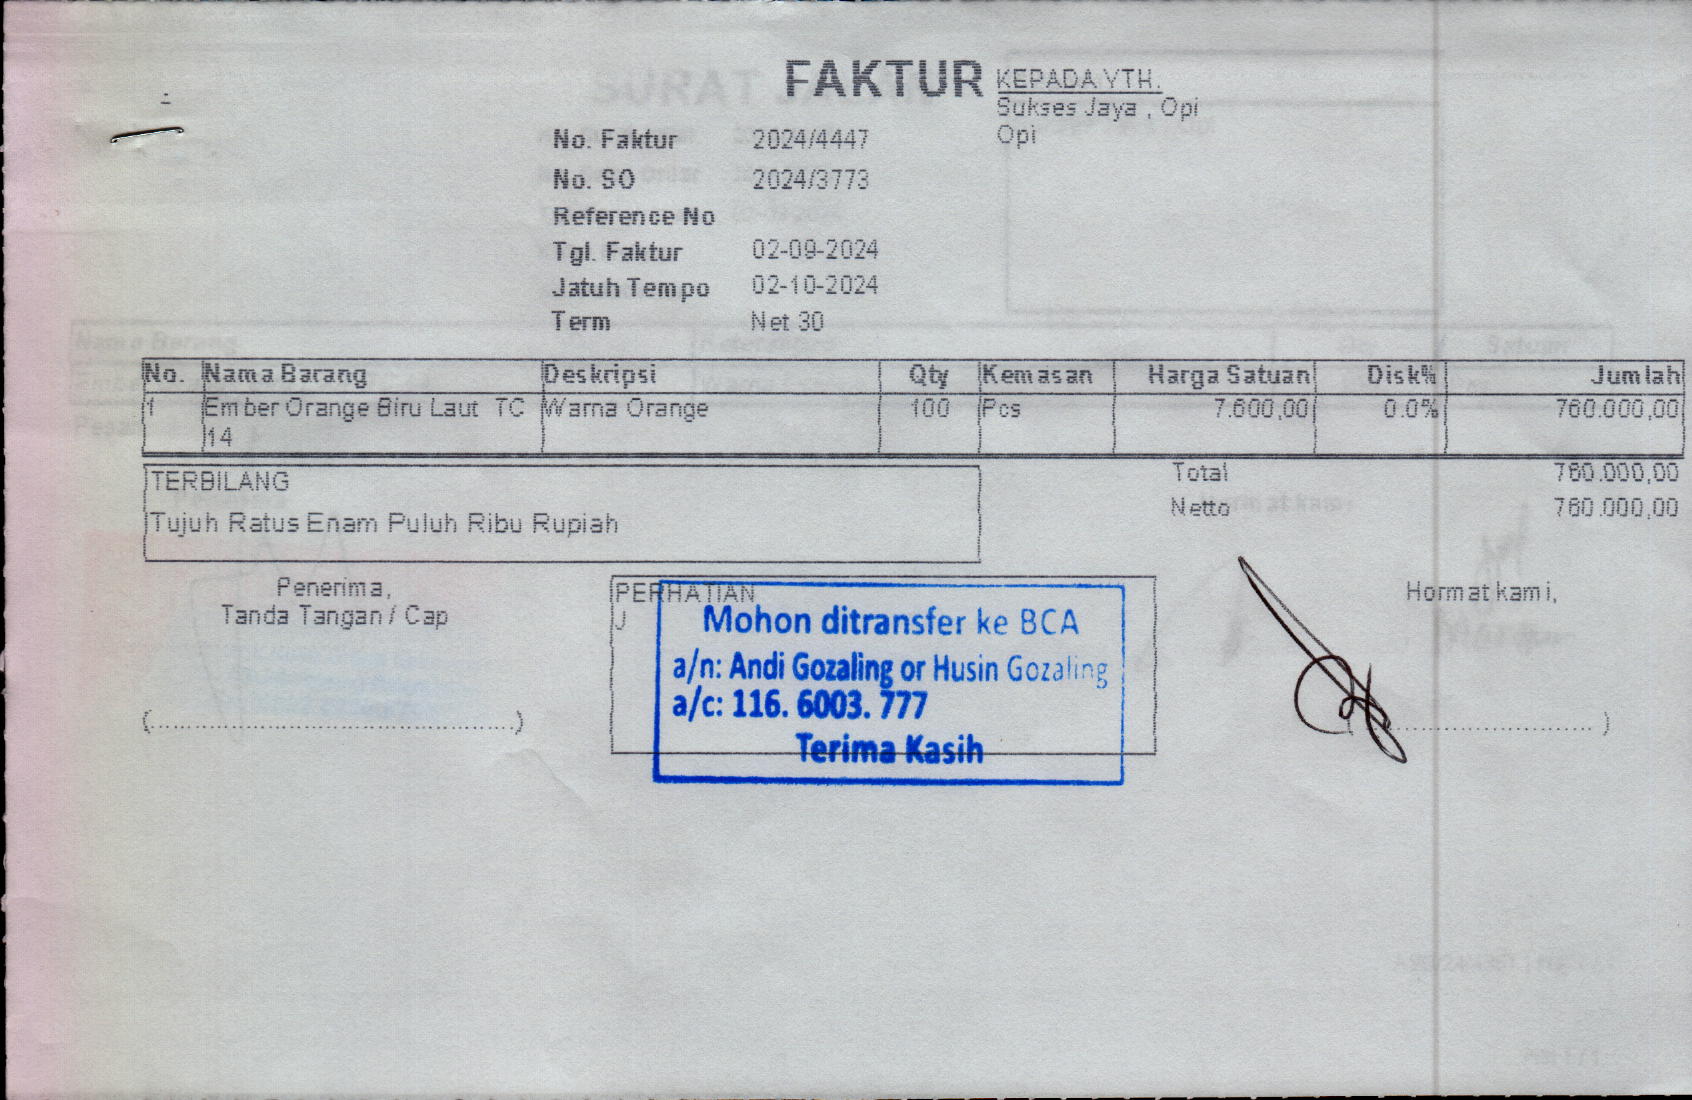 FAKTUR
KEPADA YTH.
Sukses Jaya , Opi
Opi
No. Faktur 2024/4447
No. SO 2024/3773
Reference No
Tgl. Faktur 02-09-2024
Jatuh Tempo 02-10-2024
Term Net 30
No. Nama Barang Deskripsi Qty Kemasan Harga Satuan Disk% Jumlah
1 Ember Orange Biru Laut TC Warna Orange 100 Pcs 7.600,00 0.0% 760.000,00
14
TERBILANG
Total 760.000,00
Netto 760.000,00
Tujuh Ratus Enam Puluh Ribu Rupiah
Penerima,
Tanda Tangan / Cap
(................................................)
PERHATIAN
J
Mohon ditransfer ke BCA
a/n: Andi Gozaling or Husin Gozaling
a/c: 116. 6003. 777
Terima Kasih
Hormat kami,
(................................)